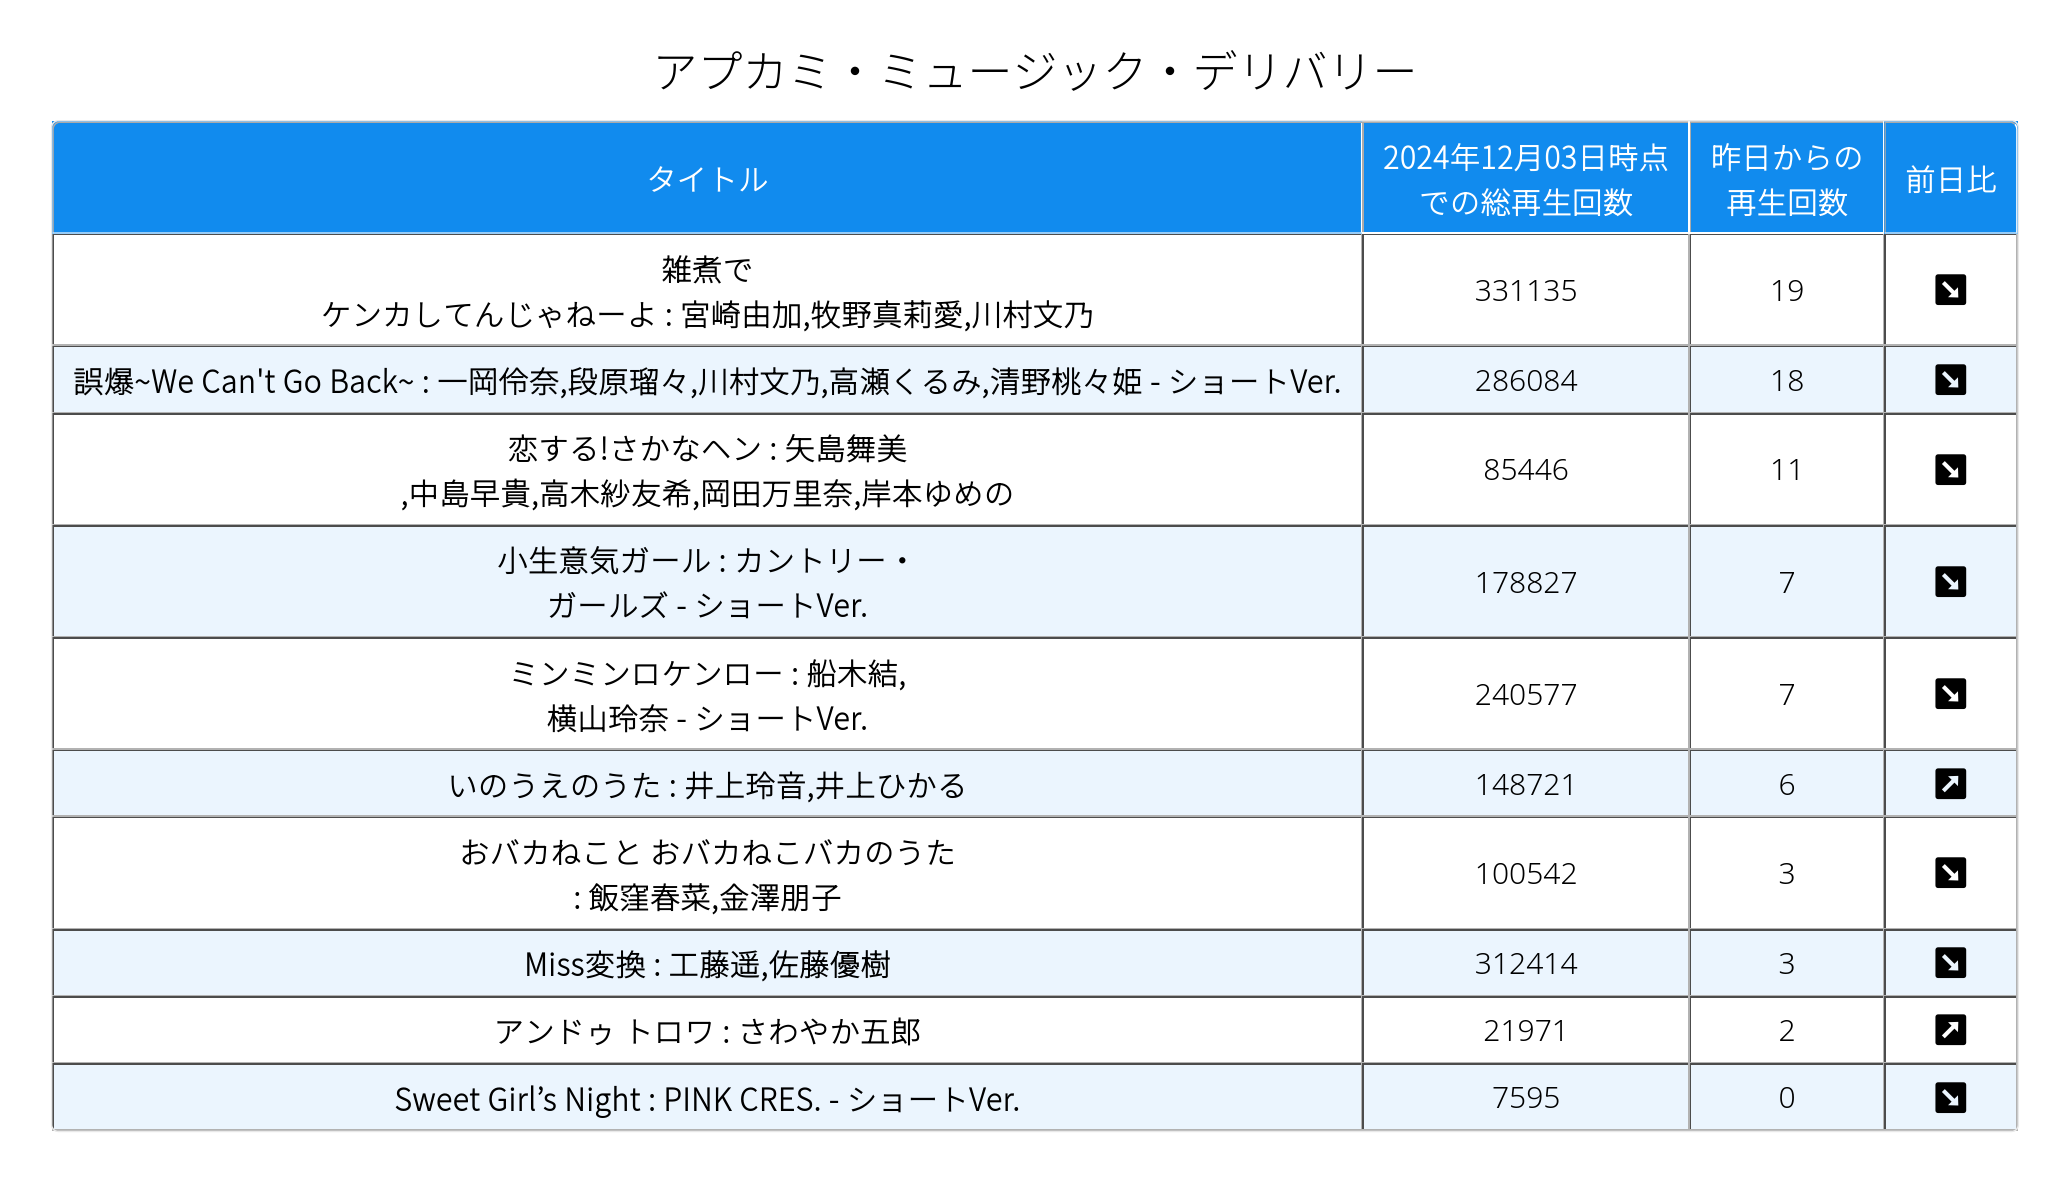 アプカミ・ミュージック・デリバリー
タイトル
2024年12月03日時点
での総再生回数
昨日からの
再生回数
前日比
雑煮で
ケンカしてんじゃねーよ : 宮崎由加,牧野真莉愛,川村文乃
331135
19
誤爆~We Can't Go Back~ : 一岡伶奈,段原瑠々,川村文乃,高瀬くるみ,清野桃々姫 - ショートVer.
286084
18
恋する!さかなヘン : 矢島舞美
,中島早貴,高木紗友希,岡田万里奈,岸本ゆめの
85446
11
小生意気ガール : カントリー・
ガールズ - ショートVer.
178827
7
ミンミンロケンロー : 船木結,
横山玲奈 - ショートVer.
240577
7
いのうえのうた : 井上玲音,井上ひかる
148721
6
おバカねこと おバカねこバカのうた
: 飯窪春菜,金澤朋子
100542
3
Miss変換 : 工藤遥,佐藤優樹
312414
3
アンドゥ トロワ : さわやか五郎
21971
2
Sweet Girl’s Night : PINK CRES. - ショートVer.
7595
0